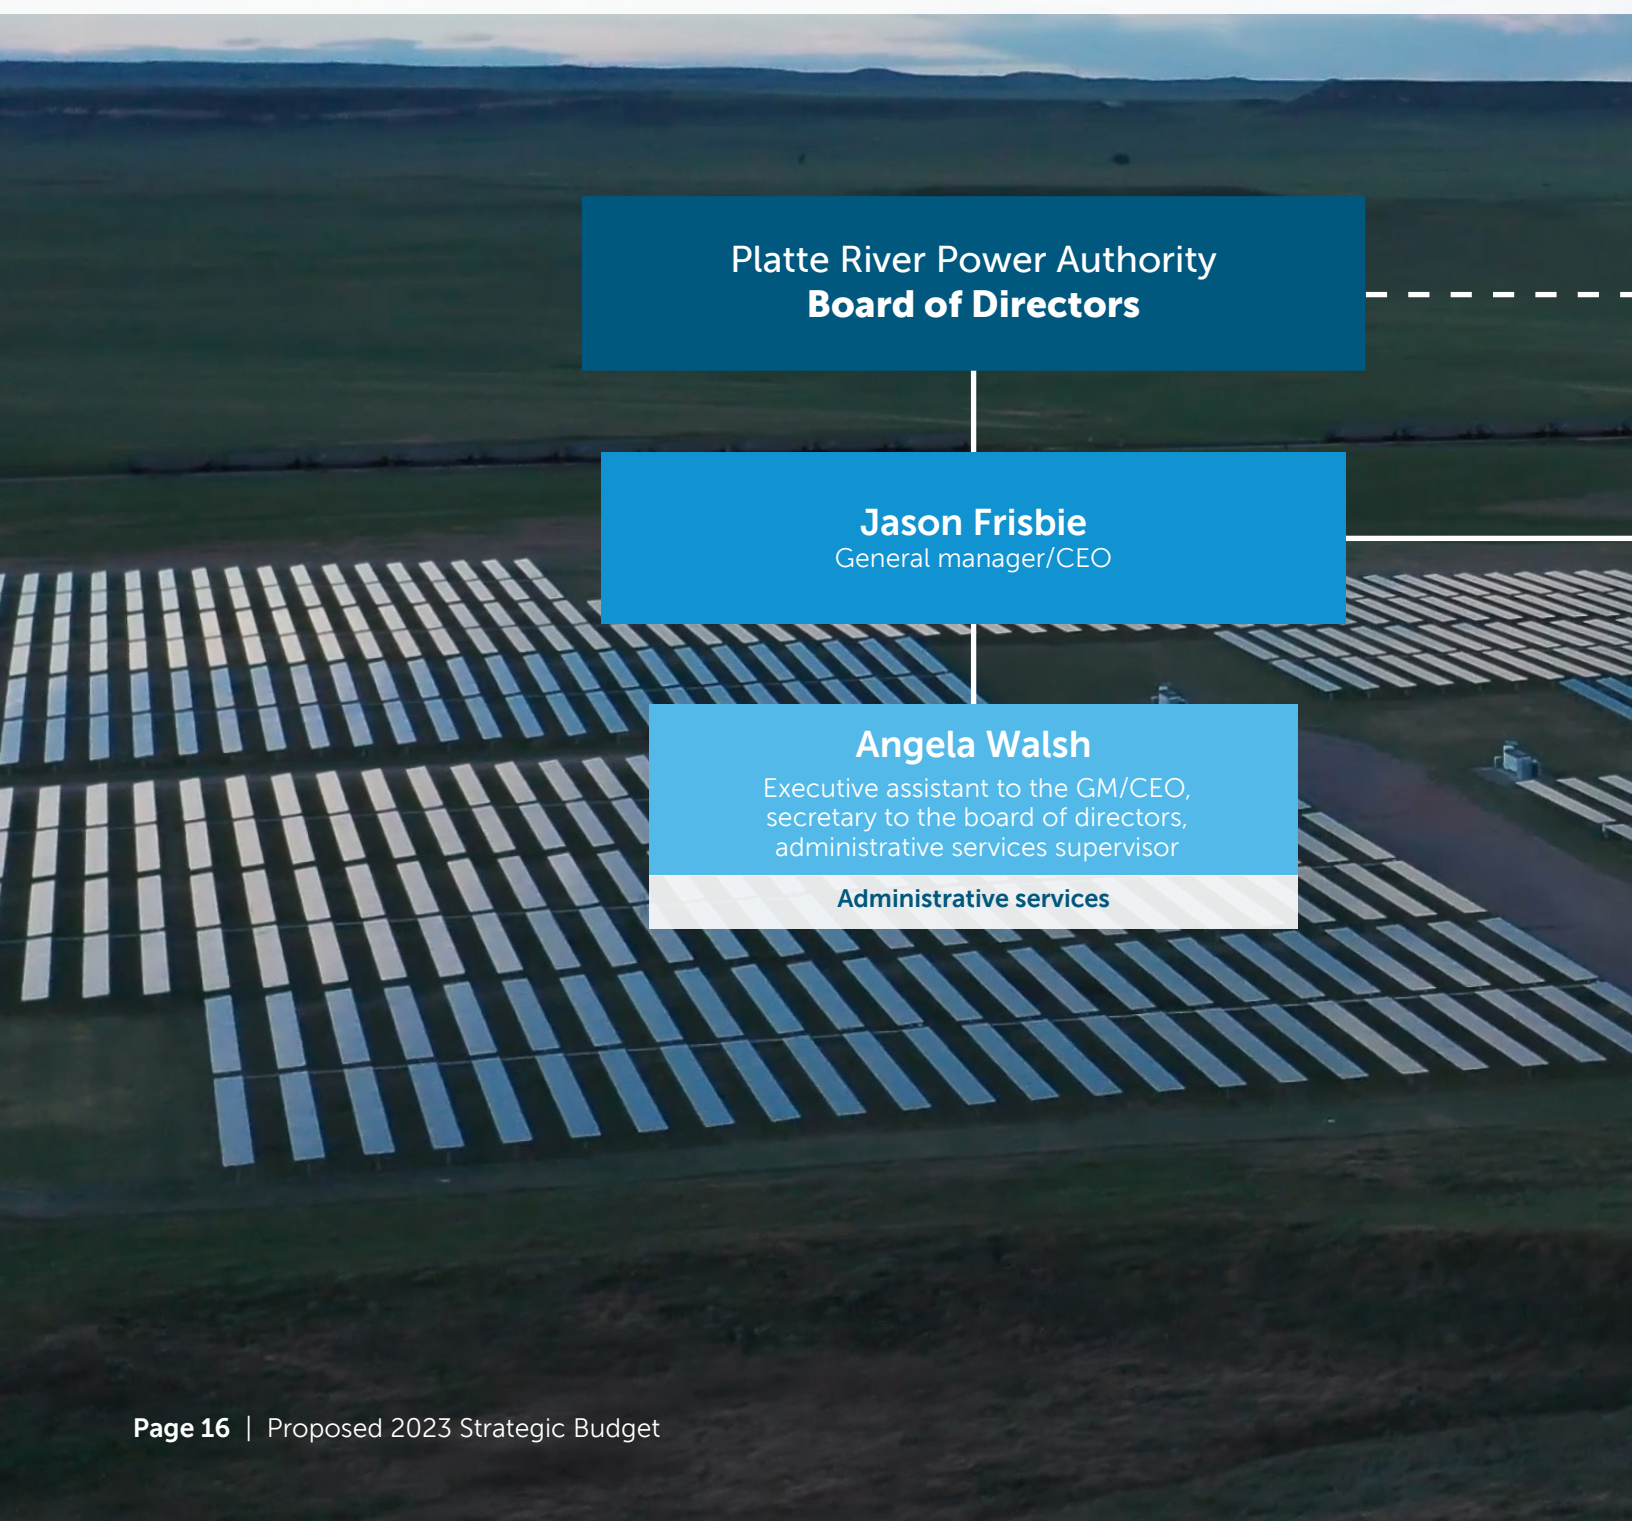 Platte River Power Authority
Board of Directors
Jason Frisbie
General manager/CEO
Angela Walsh
Executive assistant to the GM/CEO,
secretary to the board of directors,
administrative services supervisor
Administrative services
Page 16 | Proposed 2023 Strategic Budget